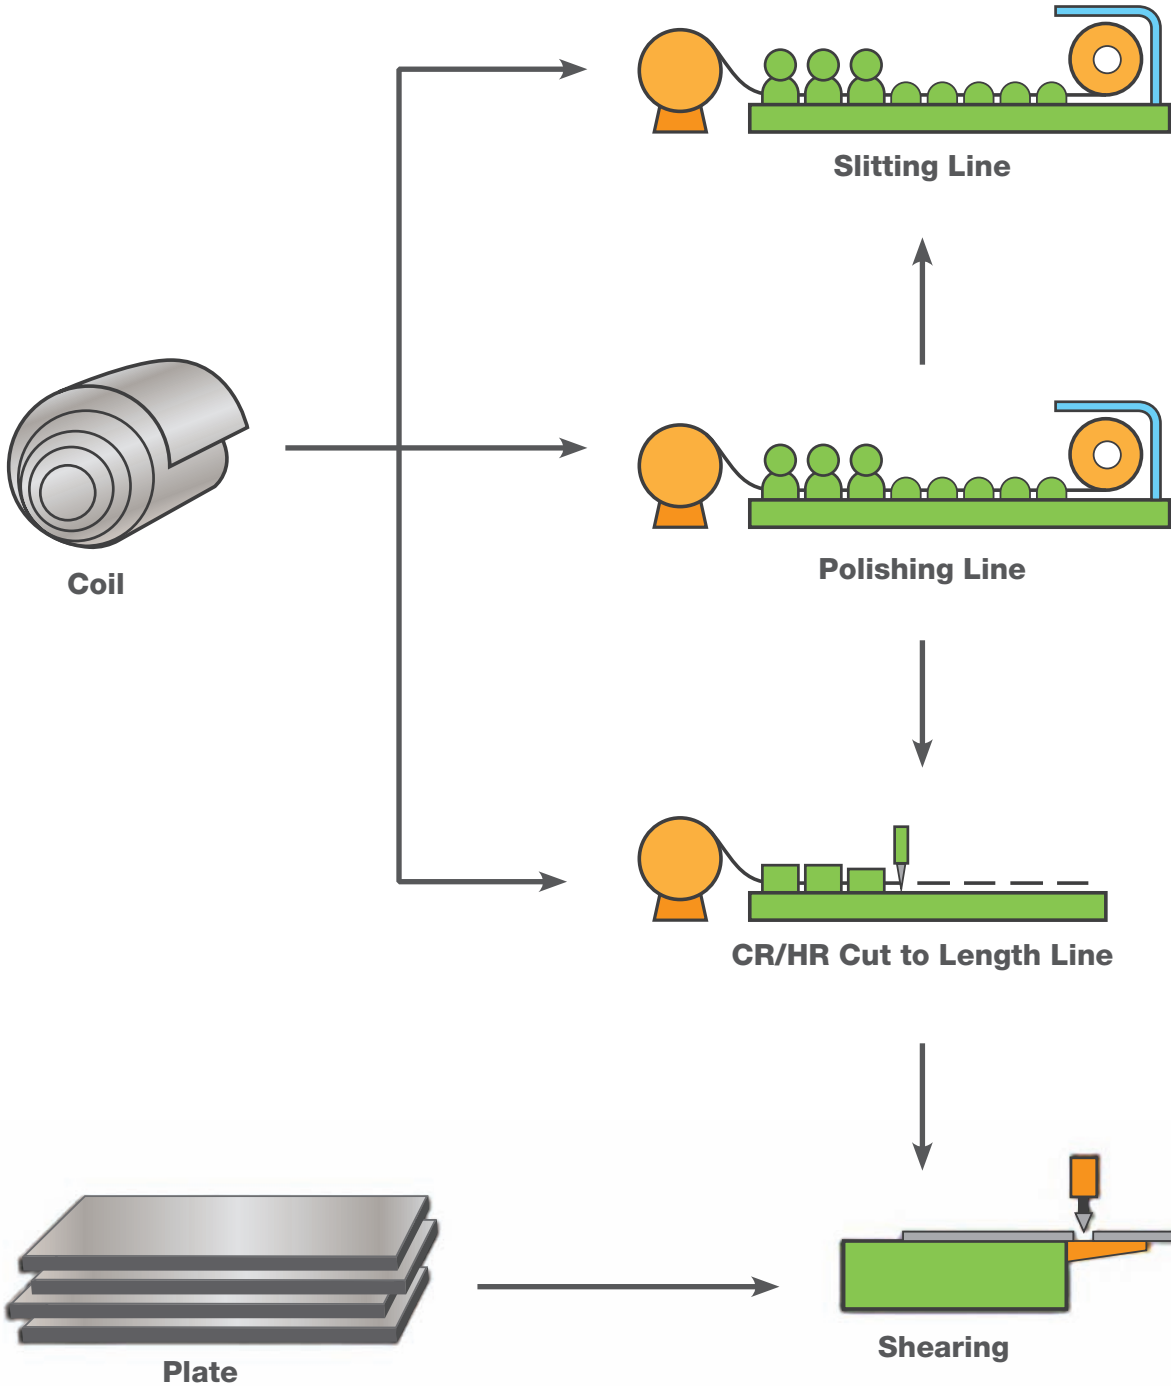 Slitting Line
Coil
Polishing Line
CR/HR Cut to Length Line
Plate
Shearing